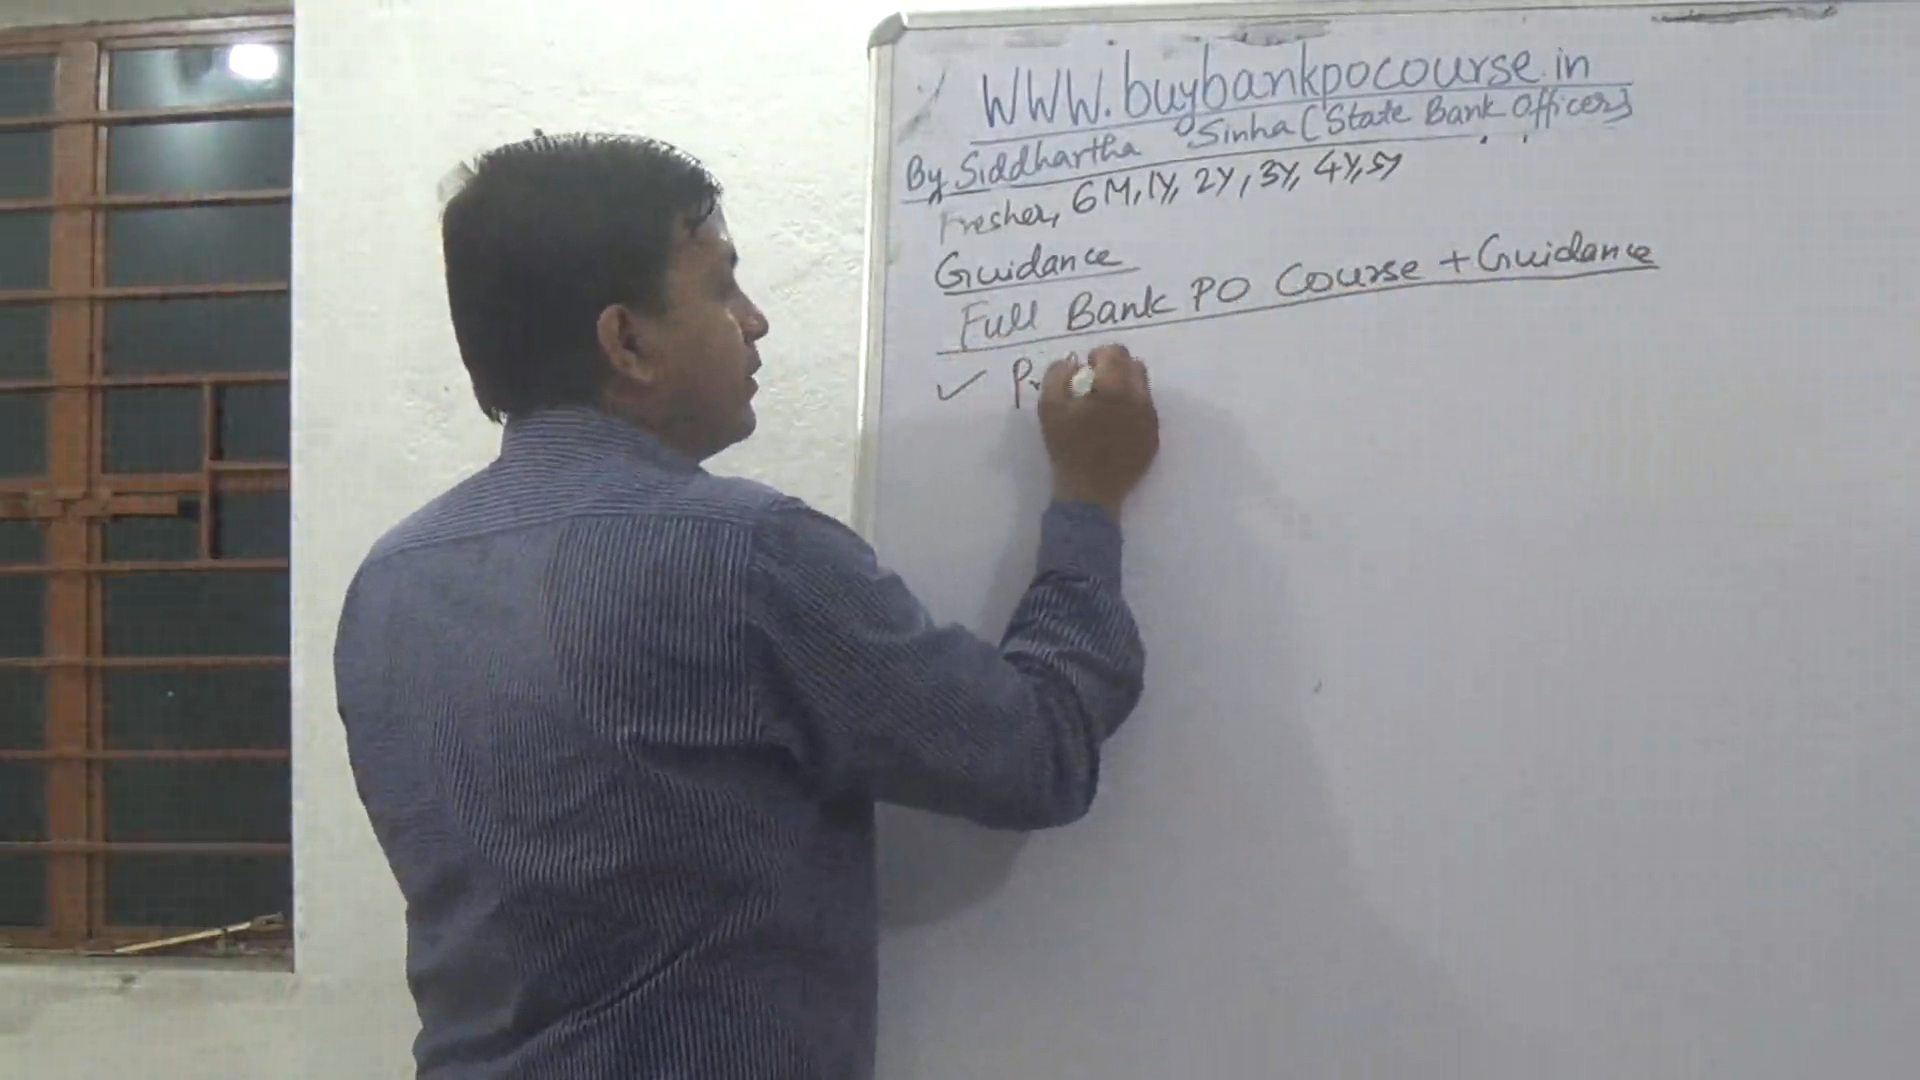 WWW.buybankpocourse.in
By Siddhartha Sinha (State Bank Officer)
Fresher, 6M, 1Y, 2Y, 3Y, 4Y, 5Y
Guidance
Full Bank PO Course + Guidance
✓